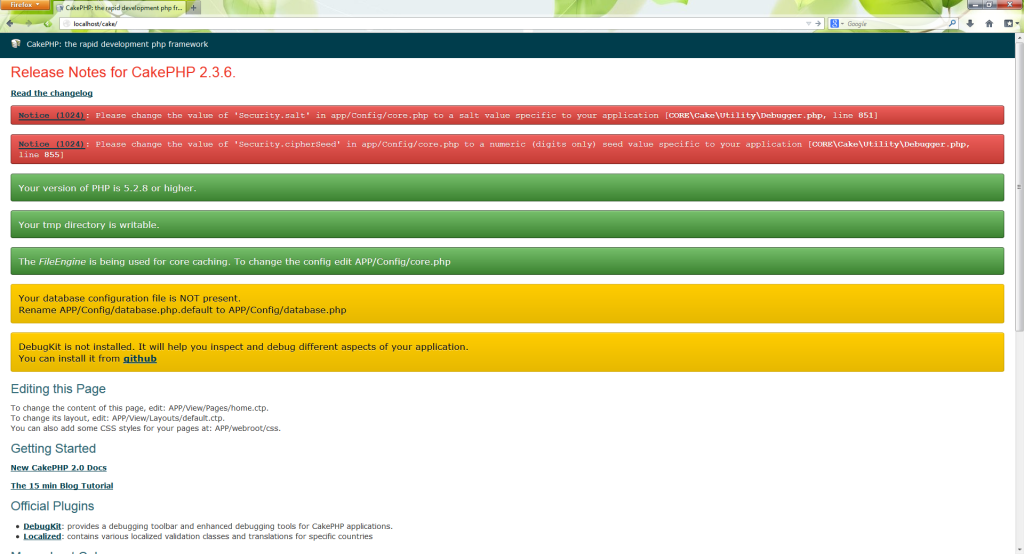 Firefox
CakePHP: the rapid development php fr...
localhost/cake/
Google
CakePHP: the rapid development php framework
Release Notes for CakePHP 2.3.6.
Read the changelog
Notice (1024): Please change the value of 'Security.salt' in app/Config/core.php to a salt value specific to your application [CORE\Cake\Utility\Debugger.php, line 851]
Notice (1024): Please change the value of 'Security.cipherSeed' in app/Config/core.php to a numeric (digits only) seed value specific to your application [CORE\Cake\Utility\Debugger.php,
line 855]
Your version of PHP is 5.2.8 or higher.
Your tmp directory is writable.
The FileEngine is being used for core caching. To change the config edit APP/Config/core.php
Your database configuration file is NOT present.
Rename APP/Config/database.php.default to APP/Config/database.php
DebugKit is not installed. It will help you inspect and debug different aspects of your application.
You can install it from github
Editing this Page
To change the content of this page, edit: APP/View/Pages/home.ctp.
To change its layout, edit: APP/View/Layouts/default.ctp.
You can also add some CSS styles for your pages at: APP/webroot/css.
Getting Started
New CakePHP 2.0 Docs
The 15 min Blog Tutorial
Official Plugins
• DebugKit: provides a debugging toolbar and enhanced debugging tools for CakePHP applications.
• Localized: contains various localized validation classes and translations for specific countries